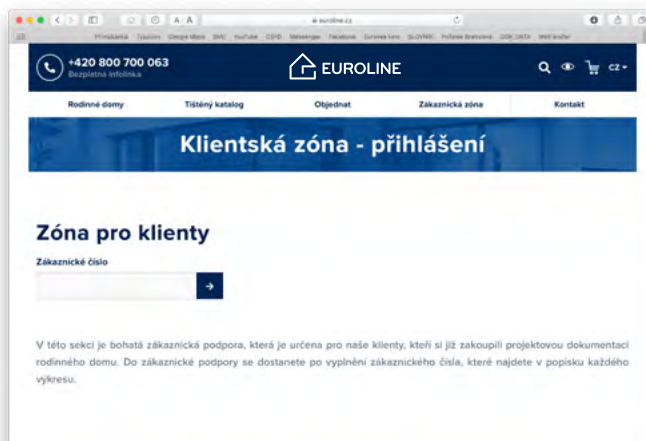 euroline.cz
Messenger Facebook
+420 800 700 063
Bezplatná infolinka
EUROLINE
CZ
Rodinné domy Tištěný katalog Objednat Zákaznická zóna Kontakt
Klientská zóna - přihlášení
Zóna pro klienty
Zákaznické číslo
V této sekci je bohatá zákaznická podpora, která je určena pro naše klienty, kteří si již zakoupili projektovou dokumentaci
rodinného domu. Do zákaznické podpory se dostanete po vyplnění zákaznického čísla, které najdete v popisku každého
výkresu.